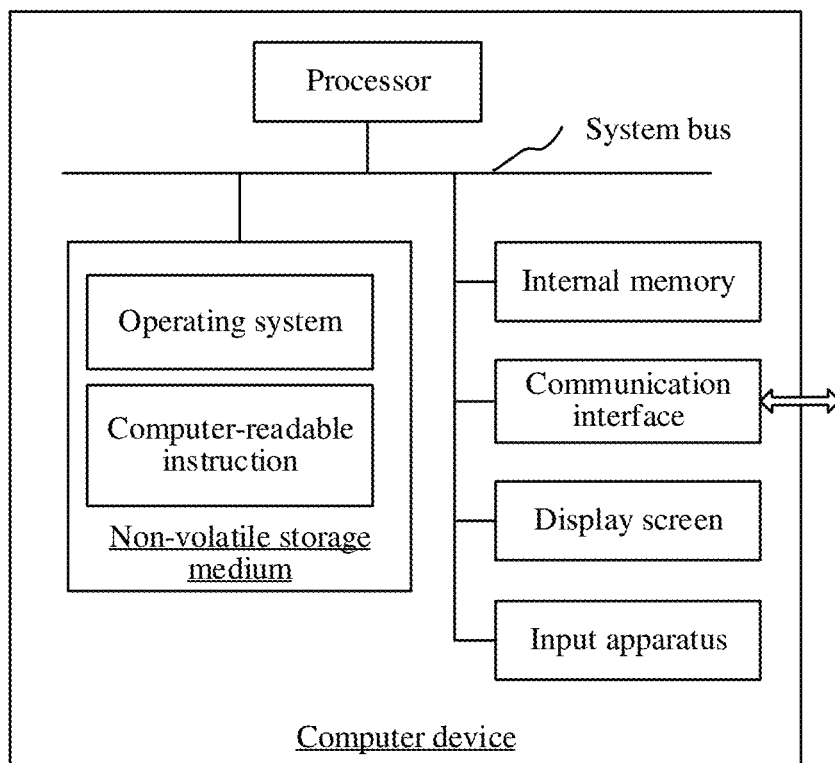 Processor
System bus
Operating system
Computer-readable
instruction
Non-volatile storage
medium
Internal memory
Communication
interface
Display screen
Input apparatus
Computer device